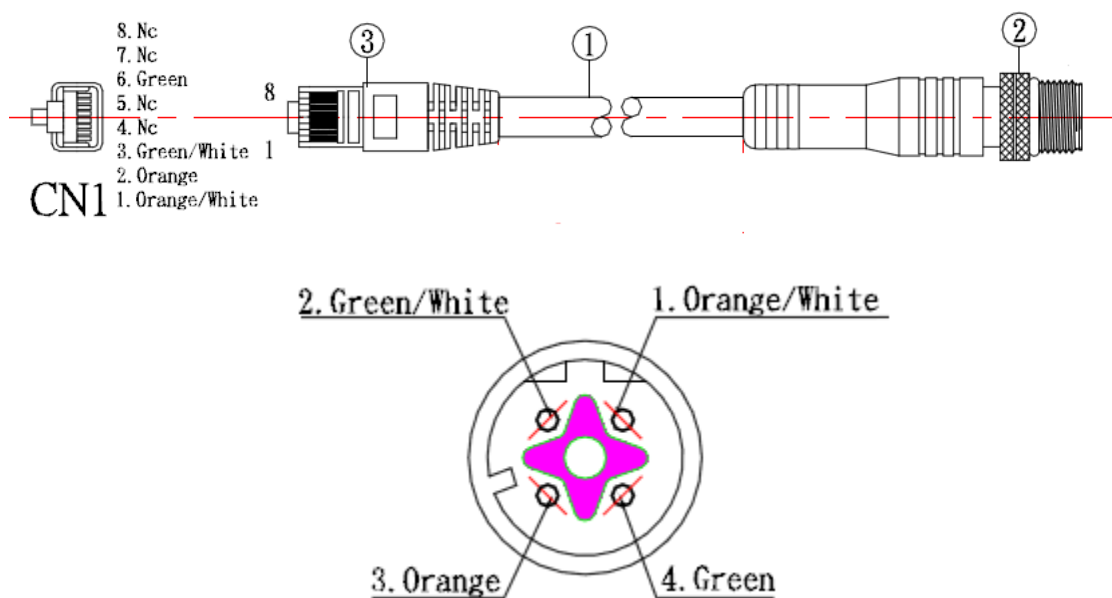 8. Nc
7. Nc
6. Green
5. Nc
4. Nc
3. Green/White
2. Orange
1. Orange/White
CN1
8
1
3
1
2
2. Green/White
1. Orange/White
3. Orange
4. Green